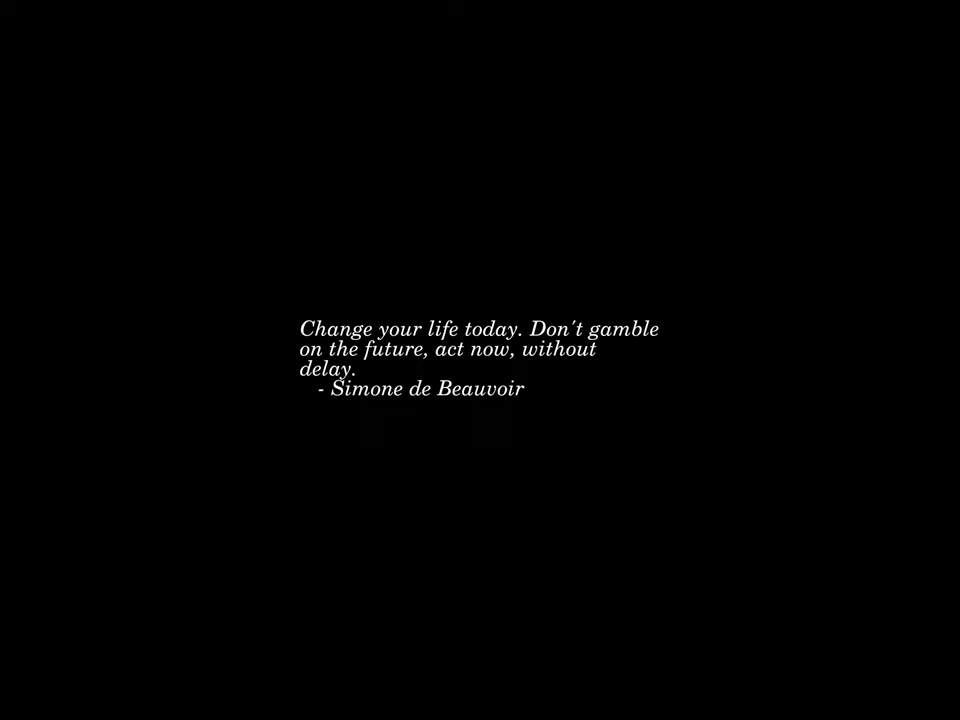 Change your life today. Don't gamble
on the future, act now, without
delay.
- Simone de Beauvoir